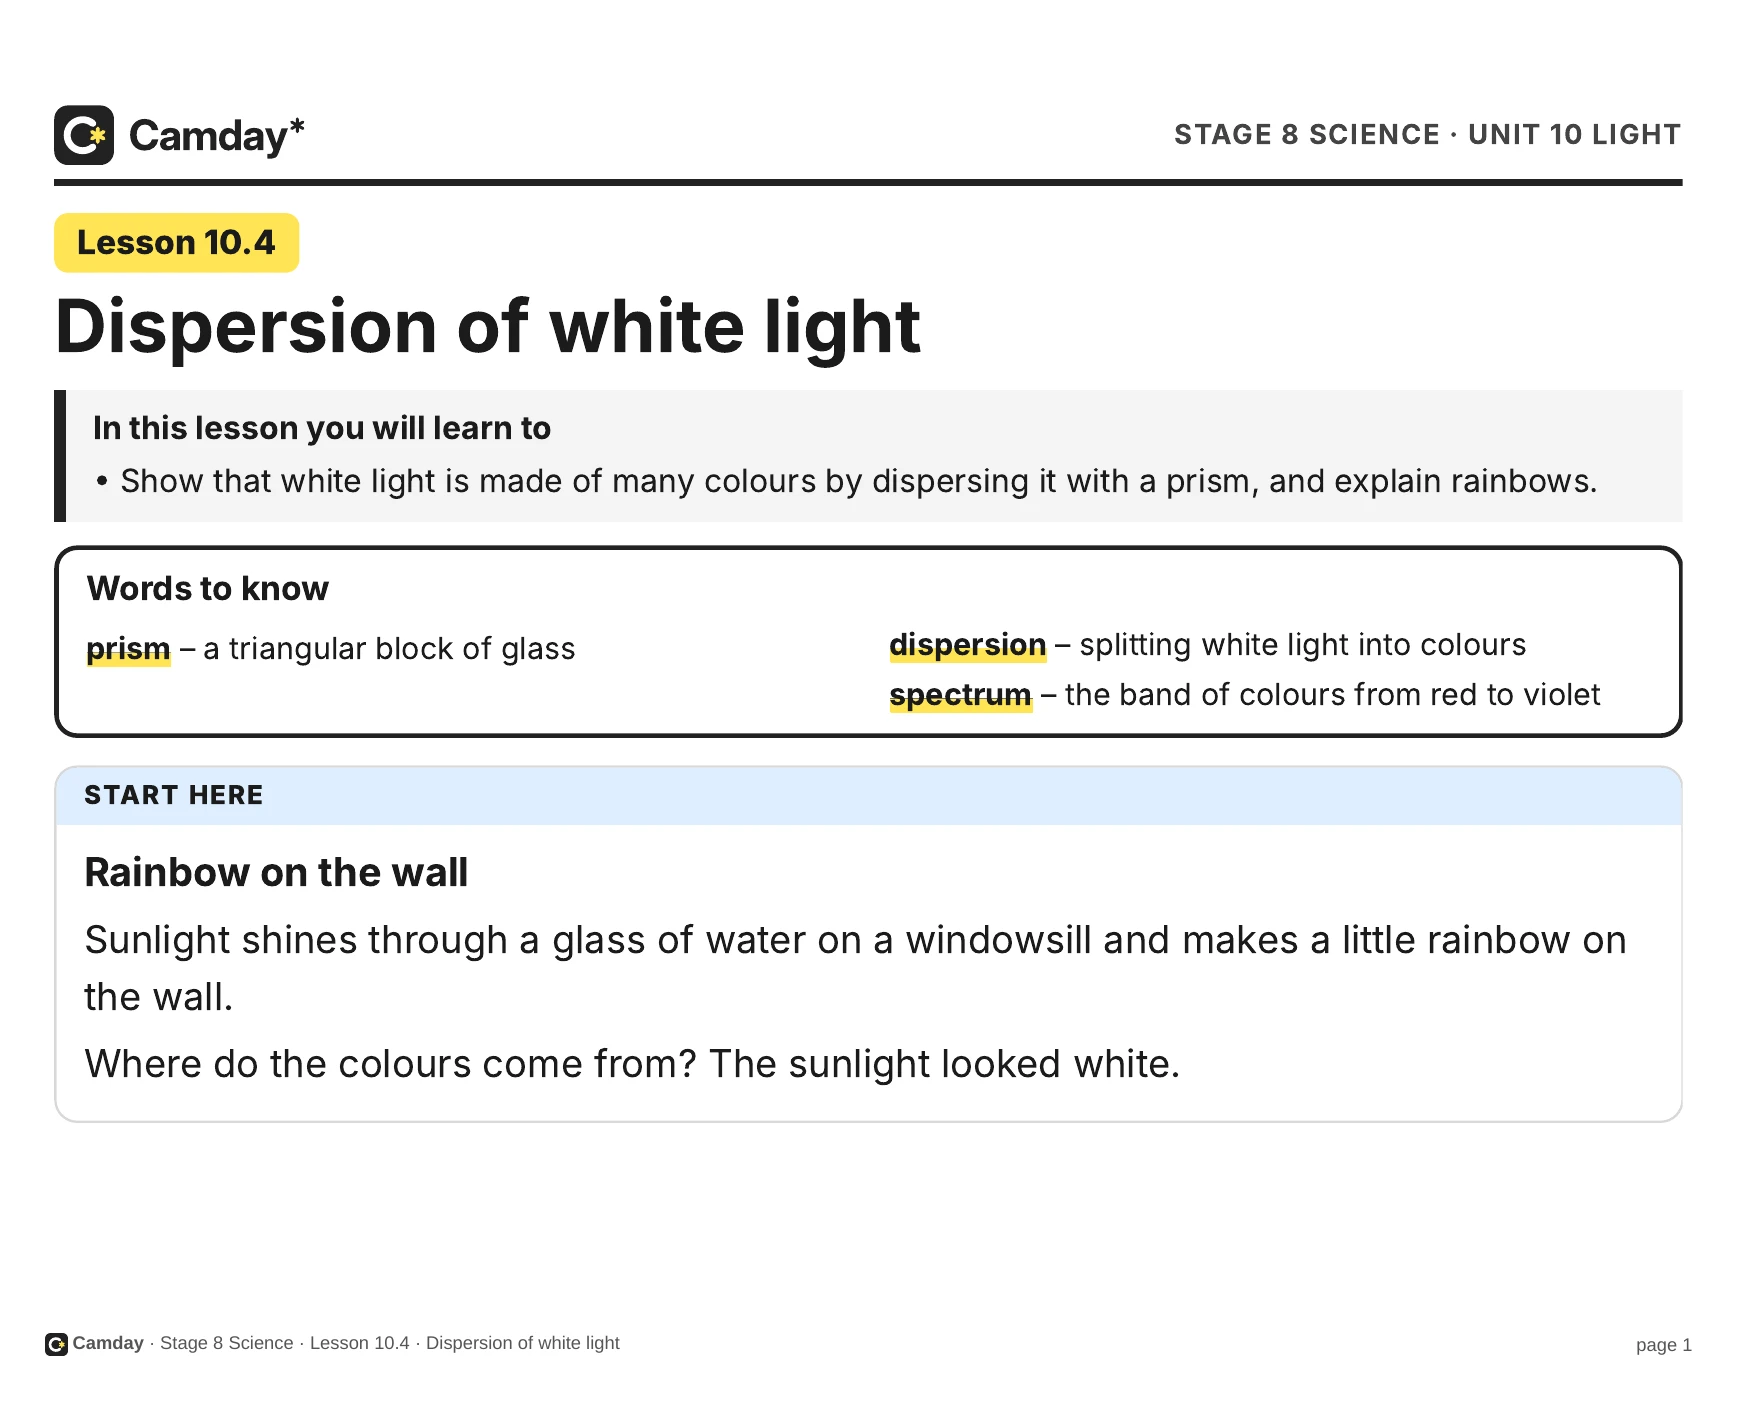 Camday*
STAGE 8 SCIENCE · UNIT 10 LIGHT
Lesson 10.4
Dispersion of white light
In this lesson you will learn to
• Show that white light is made of many colours by dispersing it with a prism, and explain rainbows.
Words to know
prism – a triangular block of glass
dispersion – splitting white light into colours
spectrum – the band of colours from red to violet
START HERE
Rainbow on the wall
Sunlight shines through a glass of water on a windowsill and makes a little rainbow on
the wall.
Where do the colours come from? The sunlight looked white.
Camday · Stage 8 Science · Lesson 10.4 · Dispersion of white light
page 1